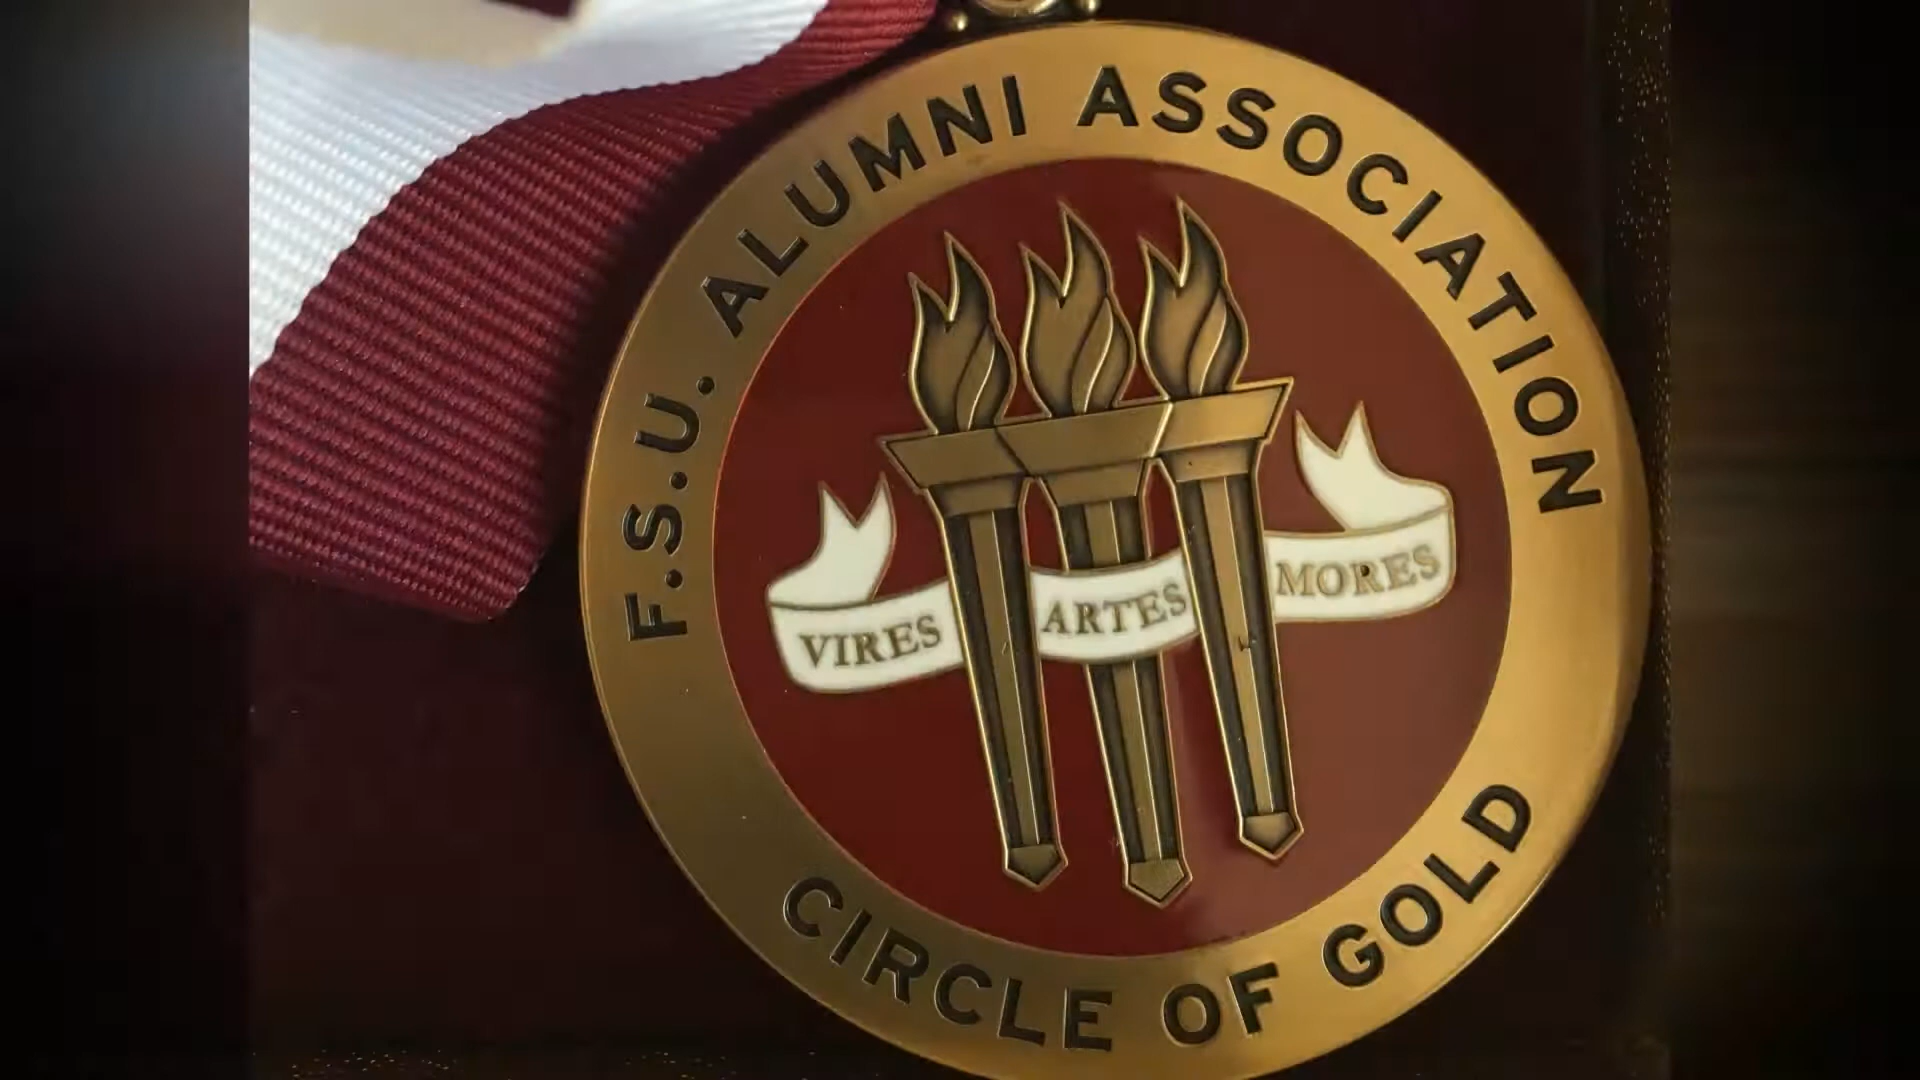 F.S.U. ALUMNI ASSOCIATION
VIRES ARTES MORES
CIRCLE OF GOLD